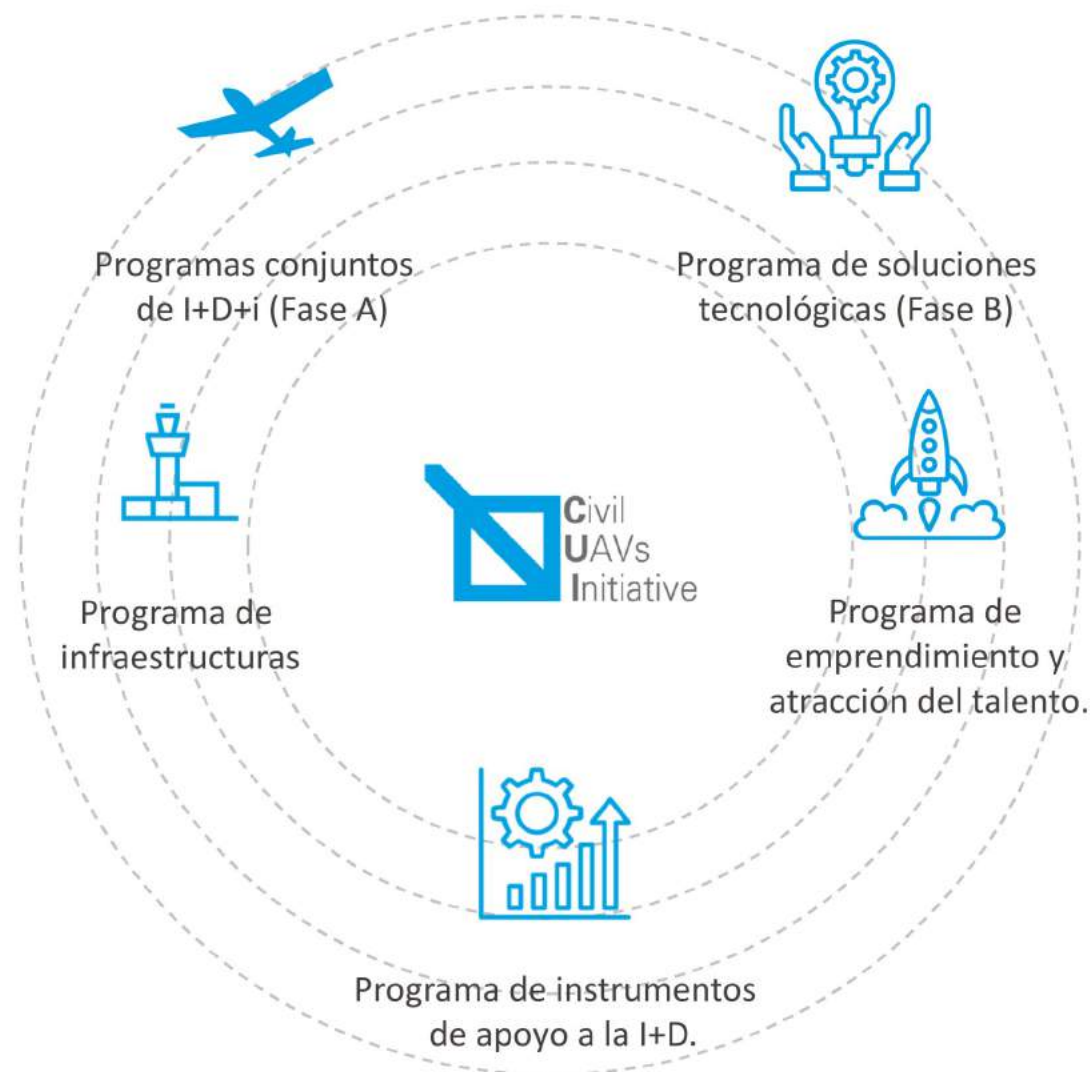 Programas conjuntos
de I+D+i (Fase A)
Programa de soluciones
tecnológicas (Fase B)
Civil
UAVs
Initiative
Programa de
infraestructuras
Programa de
emprendimiento y
atracción del talento.
Programa de instrumentos
de apoyo a la I+D.